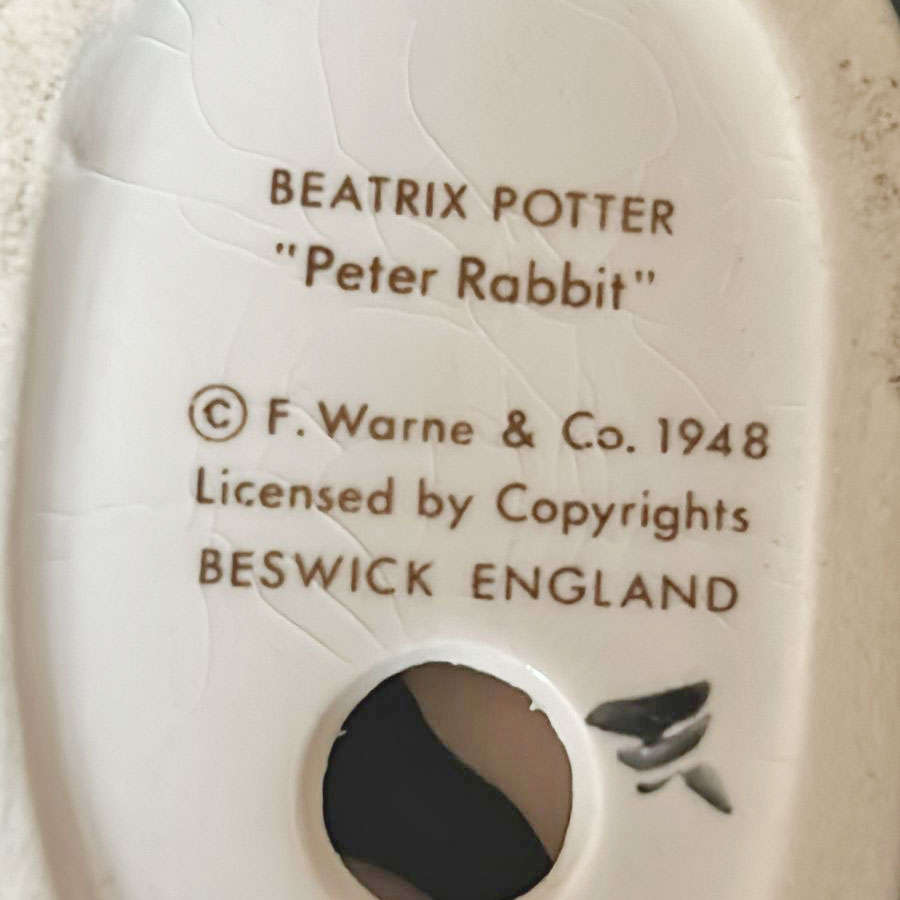 BEATRIX POTTER
"Peter Rabbit"
© F. Warne & Co. 1948
Licensed by Copyrights
BESWICK ENGLAND